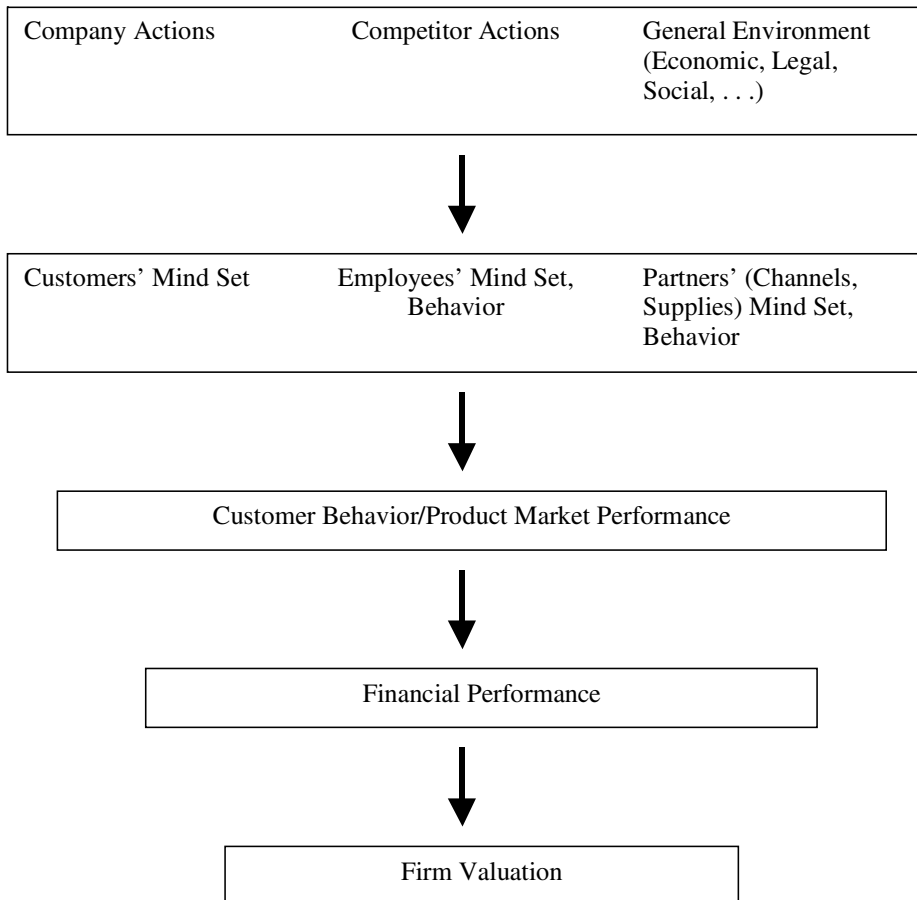 Company Actions
Competitor Actions
General Environment
(Economic, Legal,
Social, . . .)
Customers’ Mind Set
Employees’ Mind Set,
Behavior
Partners’ (Channels,
Supplies) Mind Set,
Behavior
Customer Behavior/Product Market Performance
Financial Performance
Firm Valuation